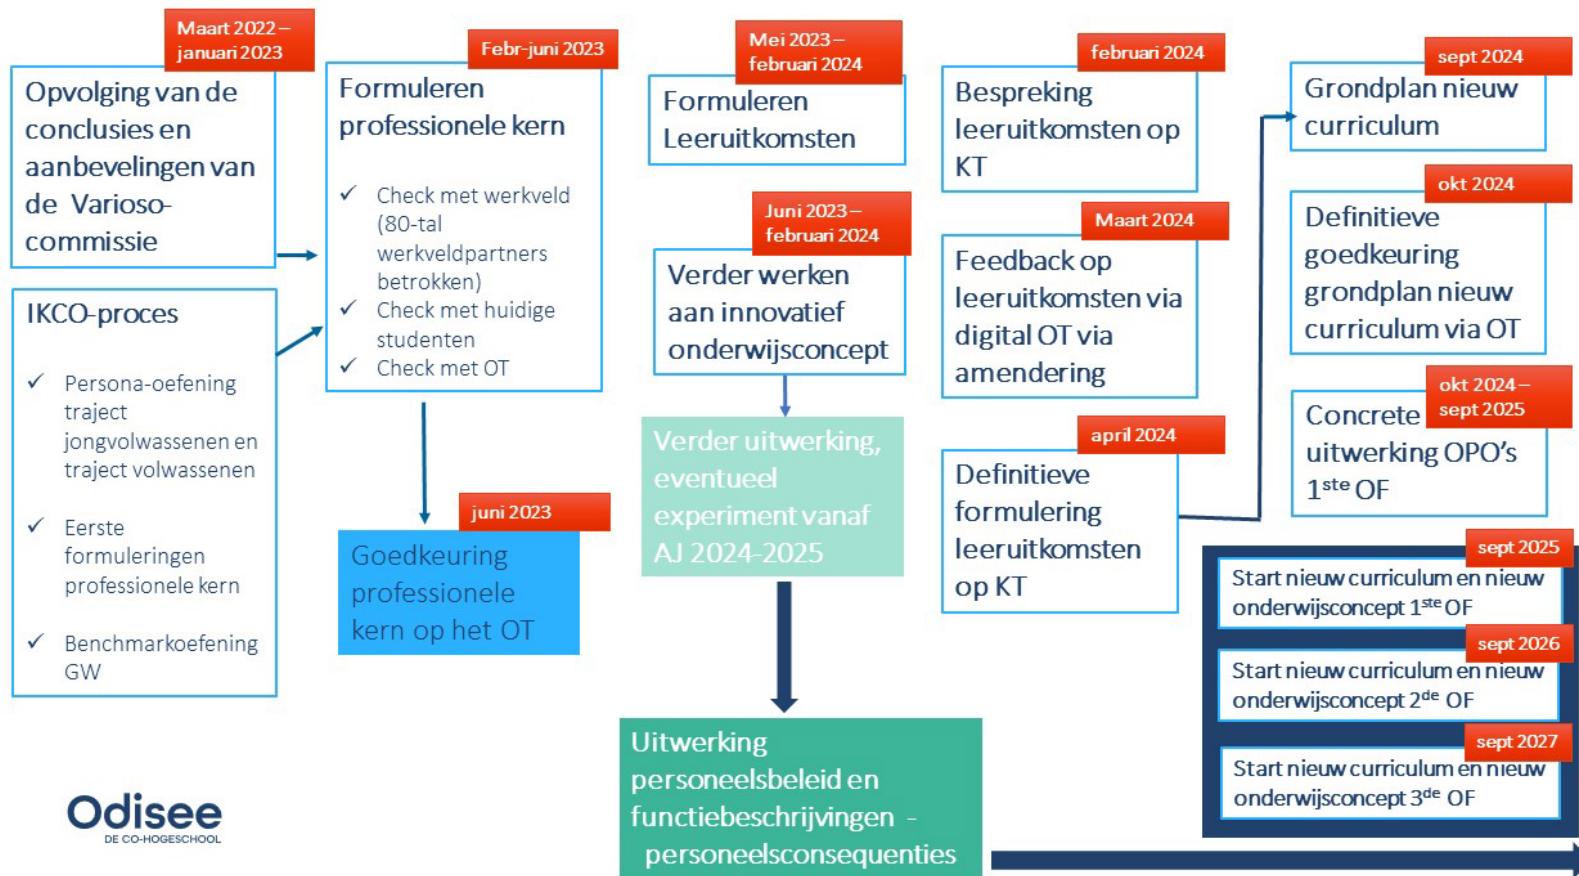 Maart 2022 –
januari 2023
Opvolging van de
conclusies en
aanbevelingen van
de Varioso-
commissie
IKCO-proces
✓ Persona-oefening
traject
jongvolwassenen en
traject volwassenen
✓ Eerste
formuleringen
professionele kern
✓ Benchmarkoefening
GW
Febr-juni 2023
Formuleren
professionele kern
✓ Check met werkveld
(80-tal
werkveldpartners
betrokken)
✓ Check met huidige
studenten
✓ Check met OT
juni 2023
Goedkeuring
professionele
kern op het OT
Mei 2023 –
februari 2024
Formuleren
Leeruitkomsten
Juni 2023 –
februari 2024
Verder werken
aan innovatief
onderwijsconcept
Verder uitwerking,
eventueel
experiment vanaf
AJ 2024-2025
Uitwerking
personeelsbeleid en
functiebeschrijvingen -
personeelsconsequenties
februari 2024
Bespreking
leeruitkomsten op
KT
Maart 2024
Feedback op
leeruitkomsten via
digital OT via
amendering
april 2024
Definitieve
formulering
leeruitkomsten
op KT
sept 2024
Grondplan nieuw
curriculum
okt 2024
Definitieve
goedkeuring
grondplan nieuw
curriculum via OT
okt 2024 –
sept 2025
Concrete
uitwerking OPO's
1ste OF
sept 2025
Start nieuw curriculum en nieuw
onderwijsconcept 1ste OF
sept 2026
Start nieuw curriculum en nieuw
onderwijsconcept 2de OF
sept 2027
Start nieuw curriculum en nieuw
onderwijsconcept 3de OF
Odisee
DE CO-HOGESCHOOL